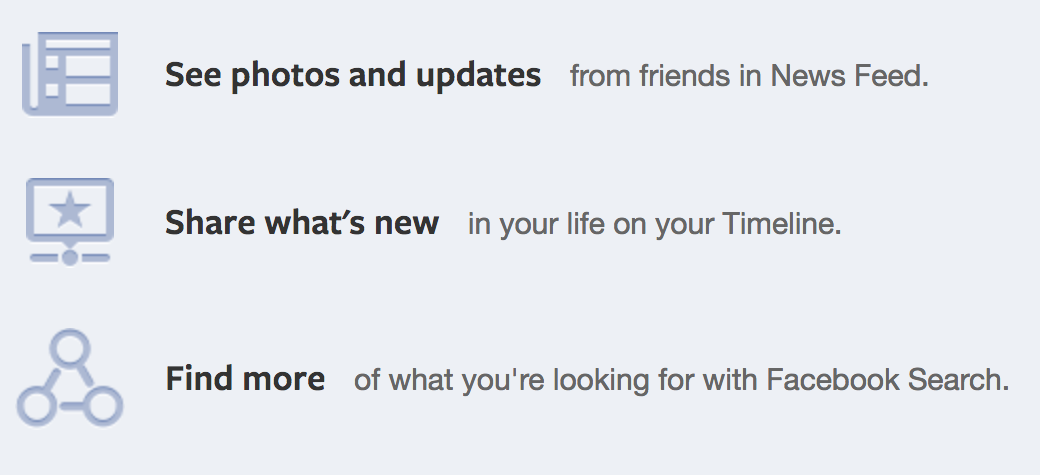 See photos and updates from friends in News Feed.
Share what's new in your life on your Timeline.
Find more of what you're looking for with Facebook Search.